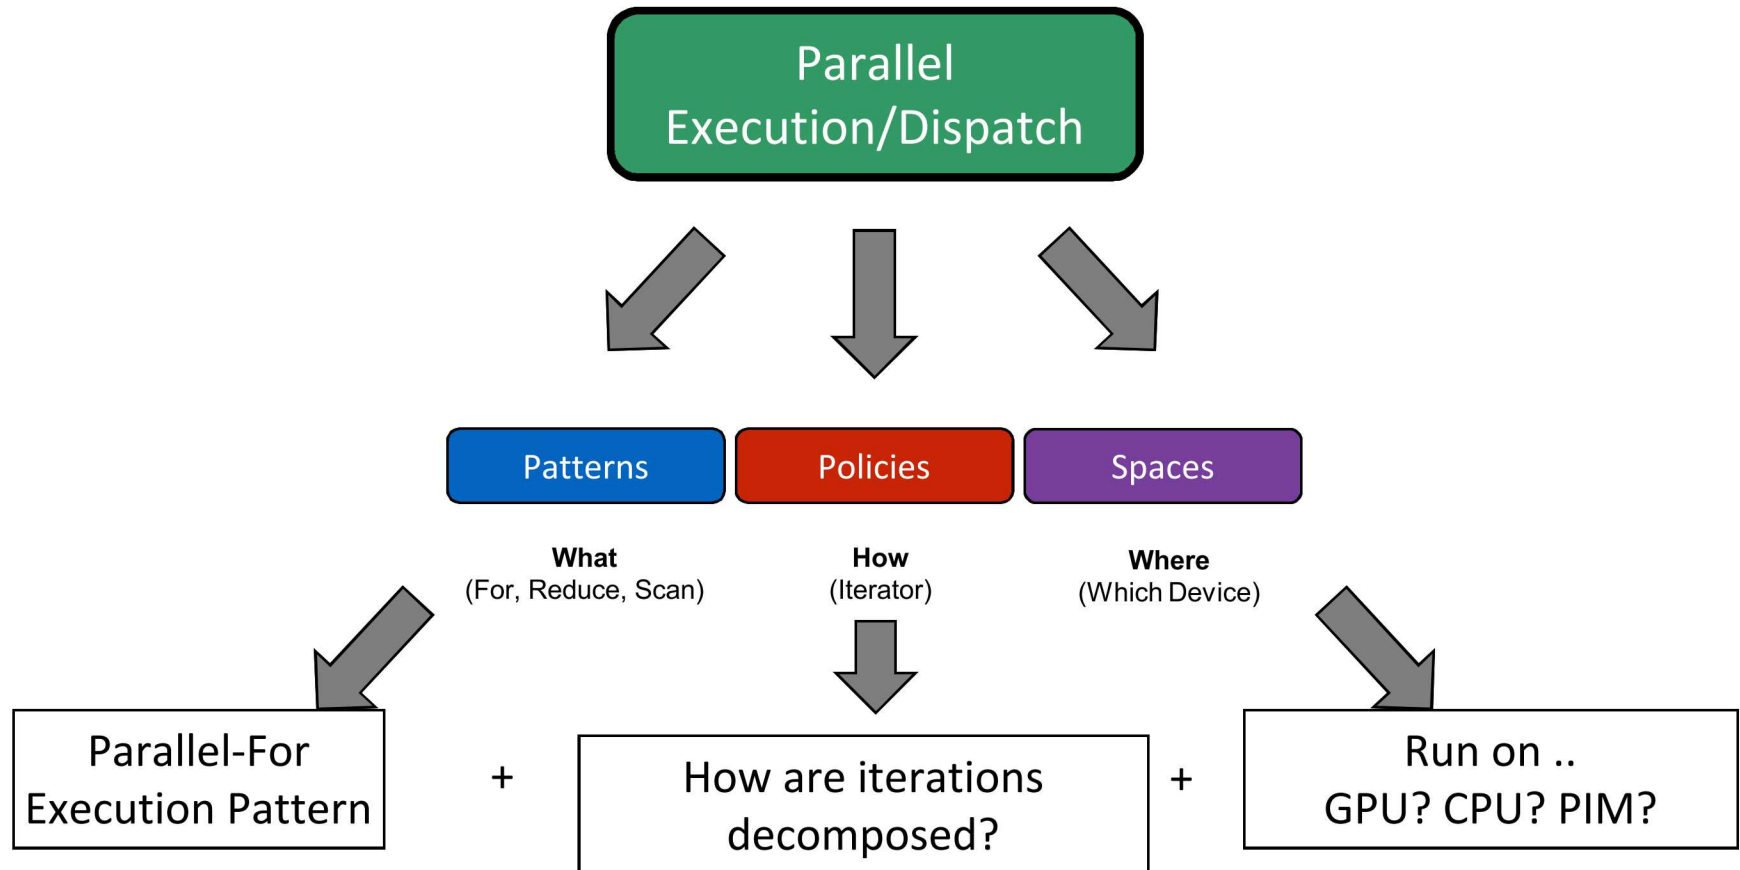 Parallel
Execution/Dispatch
Patterns
Policies
Spaces
What
(For, Reduce, Scan)
How
(Iterator)
Where
(Which Device)
Parallel-For
Execution Pattern
+
How are iterations
decomposed?
+
Run on ..
GPU? CPU? PIM?